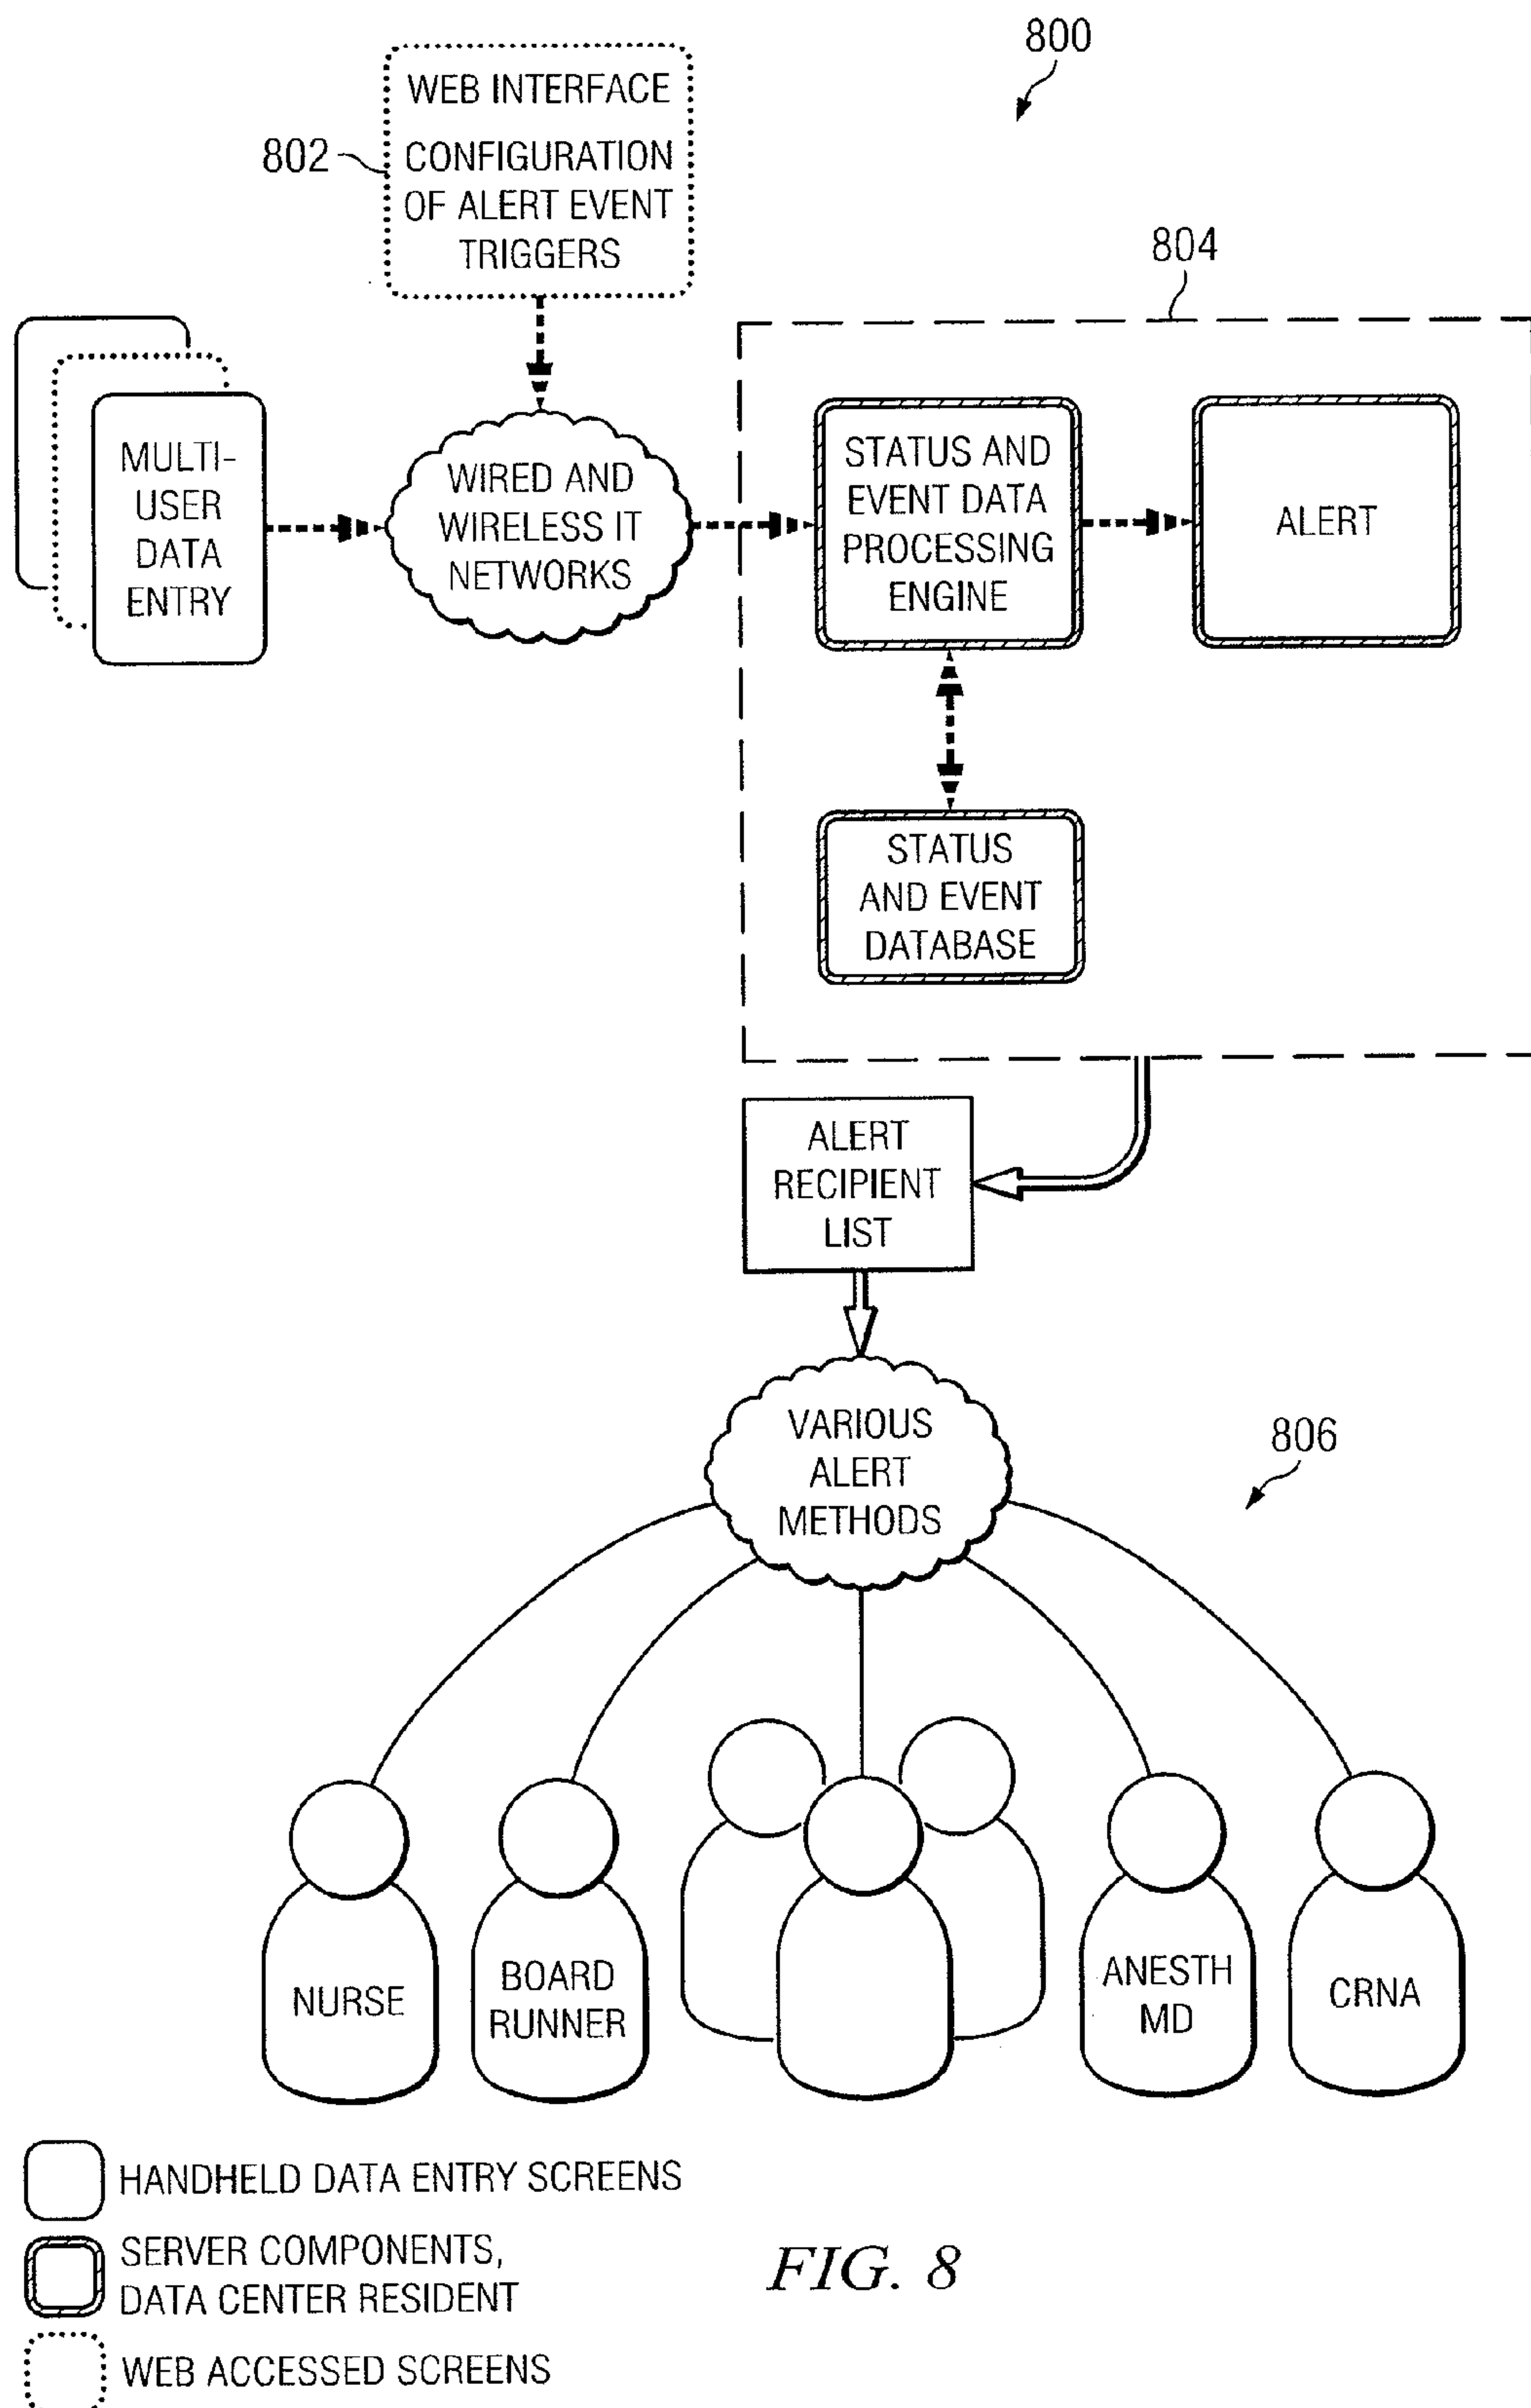 800
WEB INTERFACE
802
CONFIGURATION
OF ALERT EVENT
TRIGGERS
804
MULTI-
USER
DATA
ENTRY
WIRED AND
WIRELESS IT
NETWORKS
STATUS AND
EVENT DATA
PROCESSING
ENGINE
ALERT
STATUS
AND EVENT
DATABASE
ALERT
RECIPIENT
LIST
VARIOUS
ALERT
METHODS
806
NURSE
BOARD
RUNNER
ANESTH
MD
CRNA
HANDHELD DATA ENTRY SCREENS
SERVER COMPONENTS,
DATA CENTER RESIDENT
WEB ACCESSED SCREENS
FIG. 8